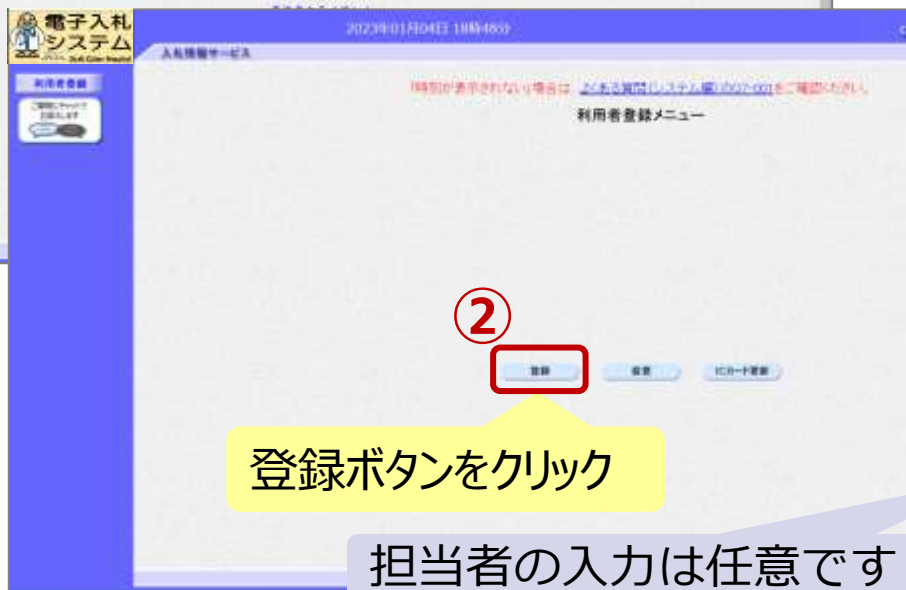 電子入札
システム
2023年01月04日 18時46分
入札情報サービス
利用者登録
利用者登録メニュー
②
登録
変更
ICカード更新
登録ボタンをクリック
担当者の入力は任意です